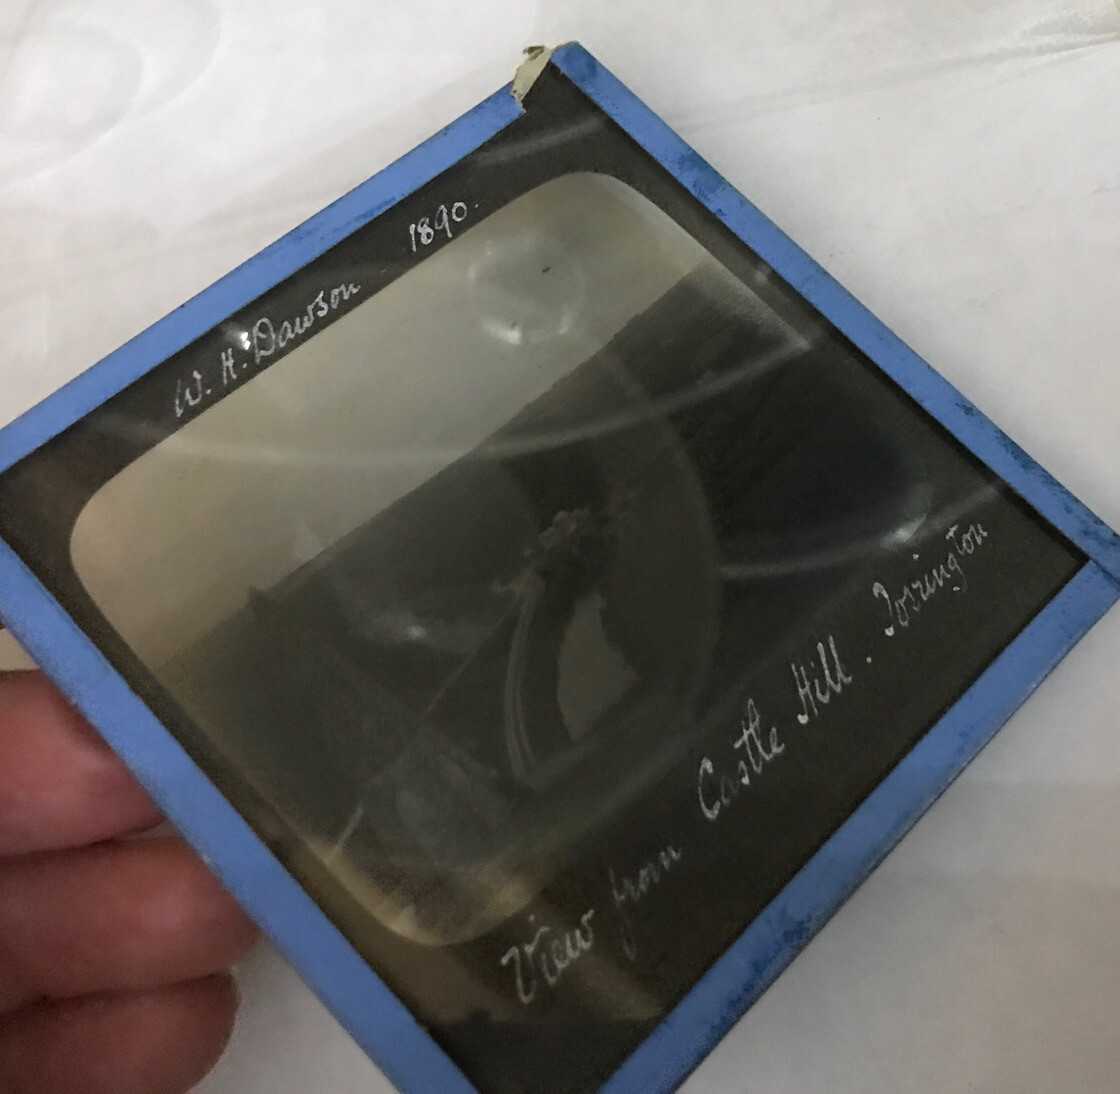 W. H. Dawson 1890.
View from Castle Hill. Torrington